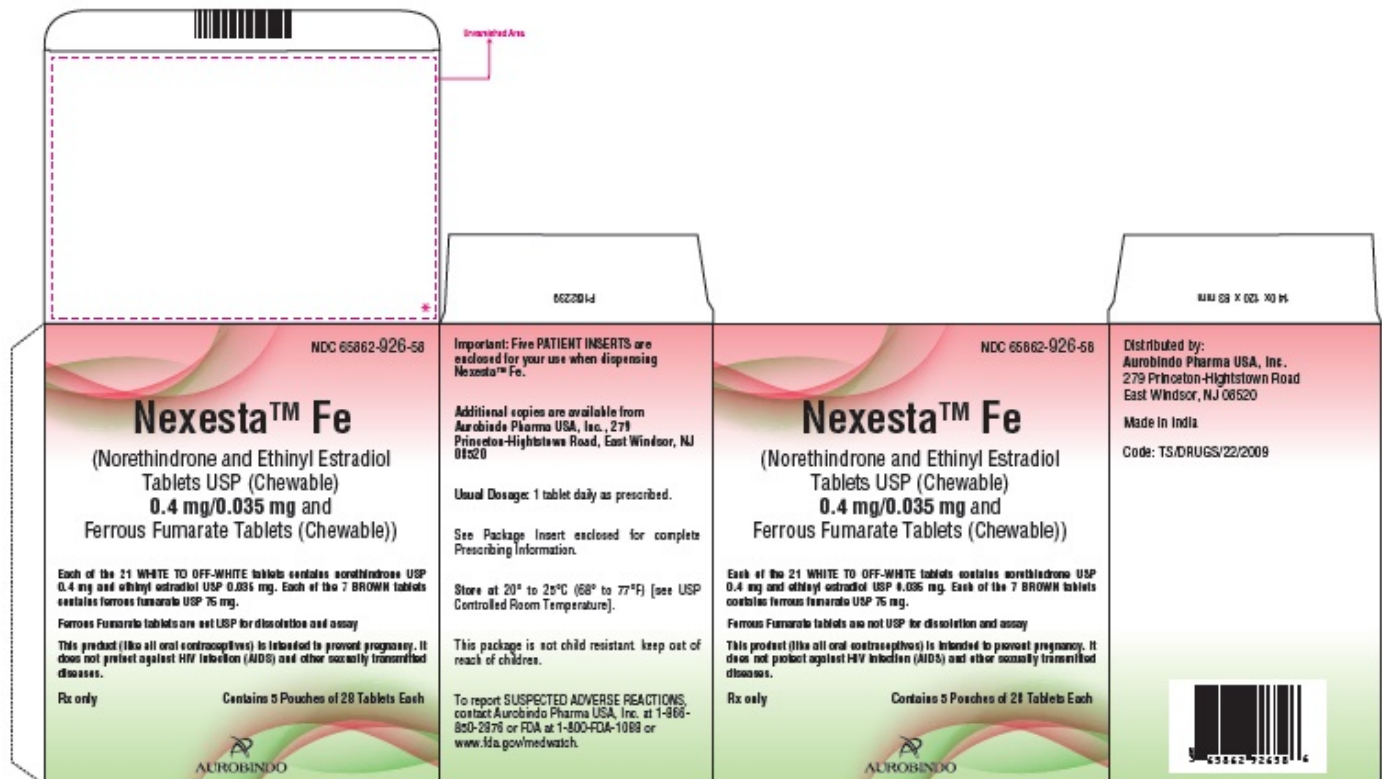 Unvarnished Area
*
P152239
14.0x 120 x 83 mm
NDC 65862-926-58
Nexesta™ Fe
(Norethindrone and Ethinyl Estradiol
Tablets USP (Chewable)
0.4 mg/0.035 mg and
Ferrous Fumarate Tablets (Chewable))
Each of the 21 WHITE TO OFF-WHITE tablets contains norethindrone USP
0.4 mg and ethinyl estradiol USP 0.035 mg. Each of the 7 BROWN tablets
contains ferrous fumarate USP 75 mg.
Ferrous Fumarate tablets are not USP for dissolution and assay
This product (like all oral contraceptives) is intended to prevent pregnancy. It
does not protect against HIV infection (AIDS) and other sexually transmitted
diseases.
Rx only Contains 5 Pouches of 28 Tablets Each
AUROBINDO
Important: Five PATIENT INSERTS are
enclosed for your use when dispensing
Nexesta™ Fe.
Additional copies are available from
Aurobindo Pharma USA, Inc., 279
Princeton-Hightstown Road, East Windsor, NJ
08520
Usual Dosage: 1 tablet daily as prescribed.
See Package Insert enclosed for complete
Prescribing Information.
Store at 20° to 25°C (68° to 77°F) [see USP
Controlled Room Temperature].
This package is not child resistant. keep out of
reach of children.
To report SUSPECTED ADVERSE REACTIONS,
contact Aurobindo Pharma USA, Inc. at 1-866-
850-2876 or FDA at 1-800-FDA-1088 or
www.fda.gov/medwatch.
NDC 65862-926-58
Nexesta™ Fe
(Norethindrone and Ethinyl Estradiol
Tablets USP (Chewable)
0.4 mg/0.035 mg and
Ferrous Fumarate Tablets (Chewable))
Each of the 21 WHITE TO OFF-WHITE tablets contains norethindrone USP
0.4 mg and ethinyl estradiol USP 0.035 mg. Each of the 7 BROWN tablets
contains ferrous fumarate USP 75 mg.
Ferrous Fumarate tablets are not USP for dissolution and assay
This product (like all oral contraceptives) is intended to prevent pregnancy. It
does not protect against HIV infection (AIDS) and other sexually transmitted
diseases.
Rx only Contains 5 Pouches of 28 Tablets Each
AUROBINDO
Distributed by:
Aurobindo Pharma USA, Inc.
279 Princeton-Hightstown Road
East Windsor, NJ 08520
Made in India
Code: TS/DRUGS/22/2009
65862 92658 6